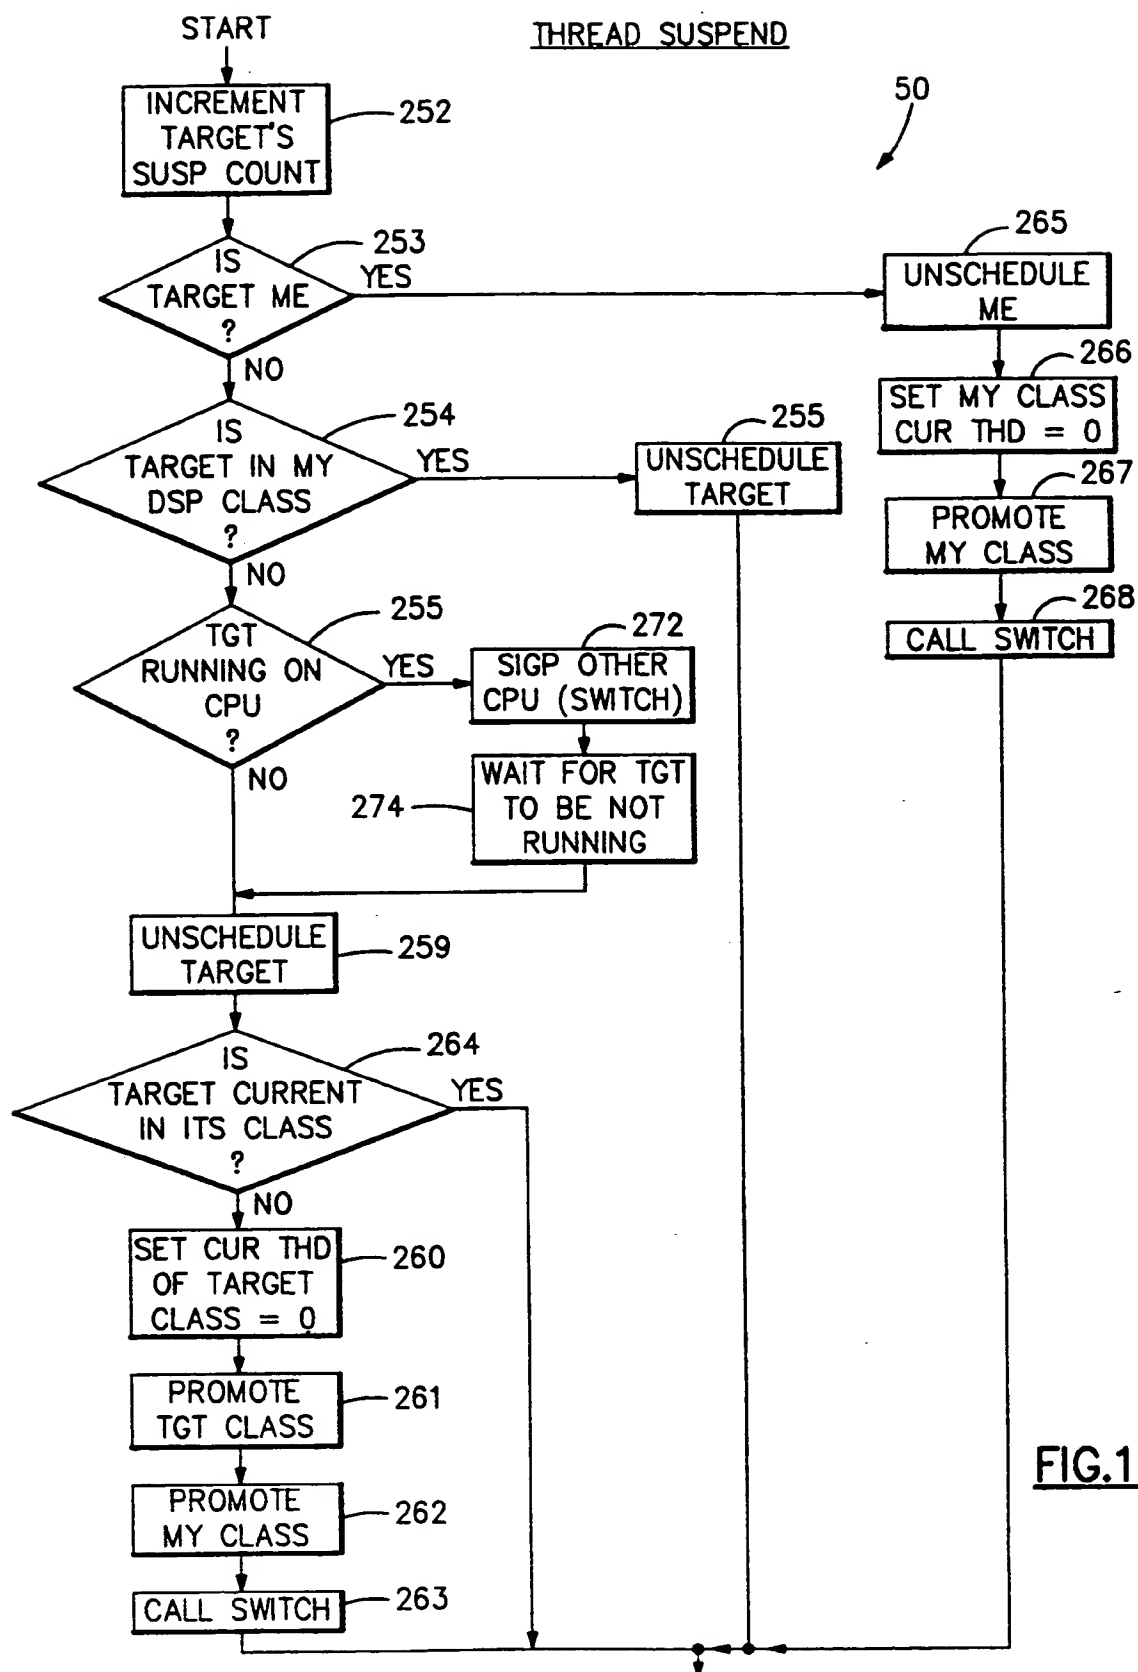 START
THREAD SUSPEND
50
INCREMENT
TARGET'S
SUSP COUNT
252
IS
TARGET ME
?
253
YES
NO
UNSCHEDULE
ME
265
SET MY CLASS
CUR THD = 0
266
PROMOTE
MY CLASS
267
CALL SWITCH
268
IS
TARGET IN MY
DSP CLASS
?
254
YES
NO
UNSCHEDULE
TARGET
255
TGT
RUNNING ON
CPU
?
255
YES
NO
SIGP OTHER
CPU (SWITCH)
272
WAIT FOR TGT
TO BE NOT
RUNNING
274
UNSCHEDULE
TARGET
259
IS
TARGET CURRENT
IN ITS CLASS
?
264
YES
NO
SET CUR THD
OF TARGET
CLASS = 0
260
PROMOTE
TGT CLASS
261
PROMOTE
MY CLASS
262
CALL SWITCH
263
FIG.1